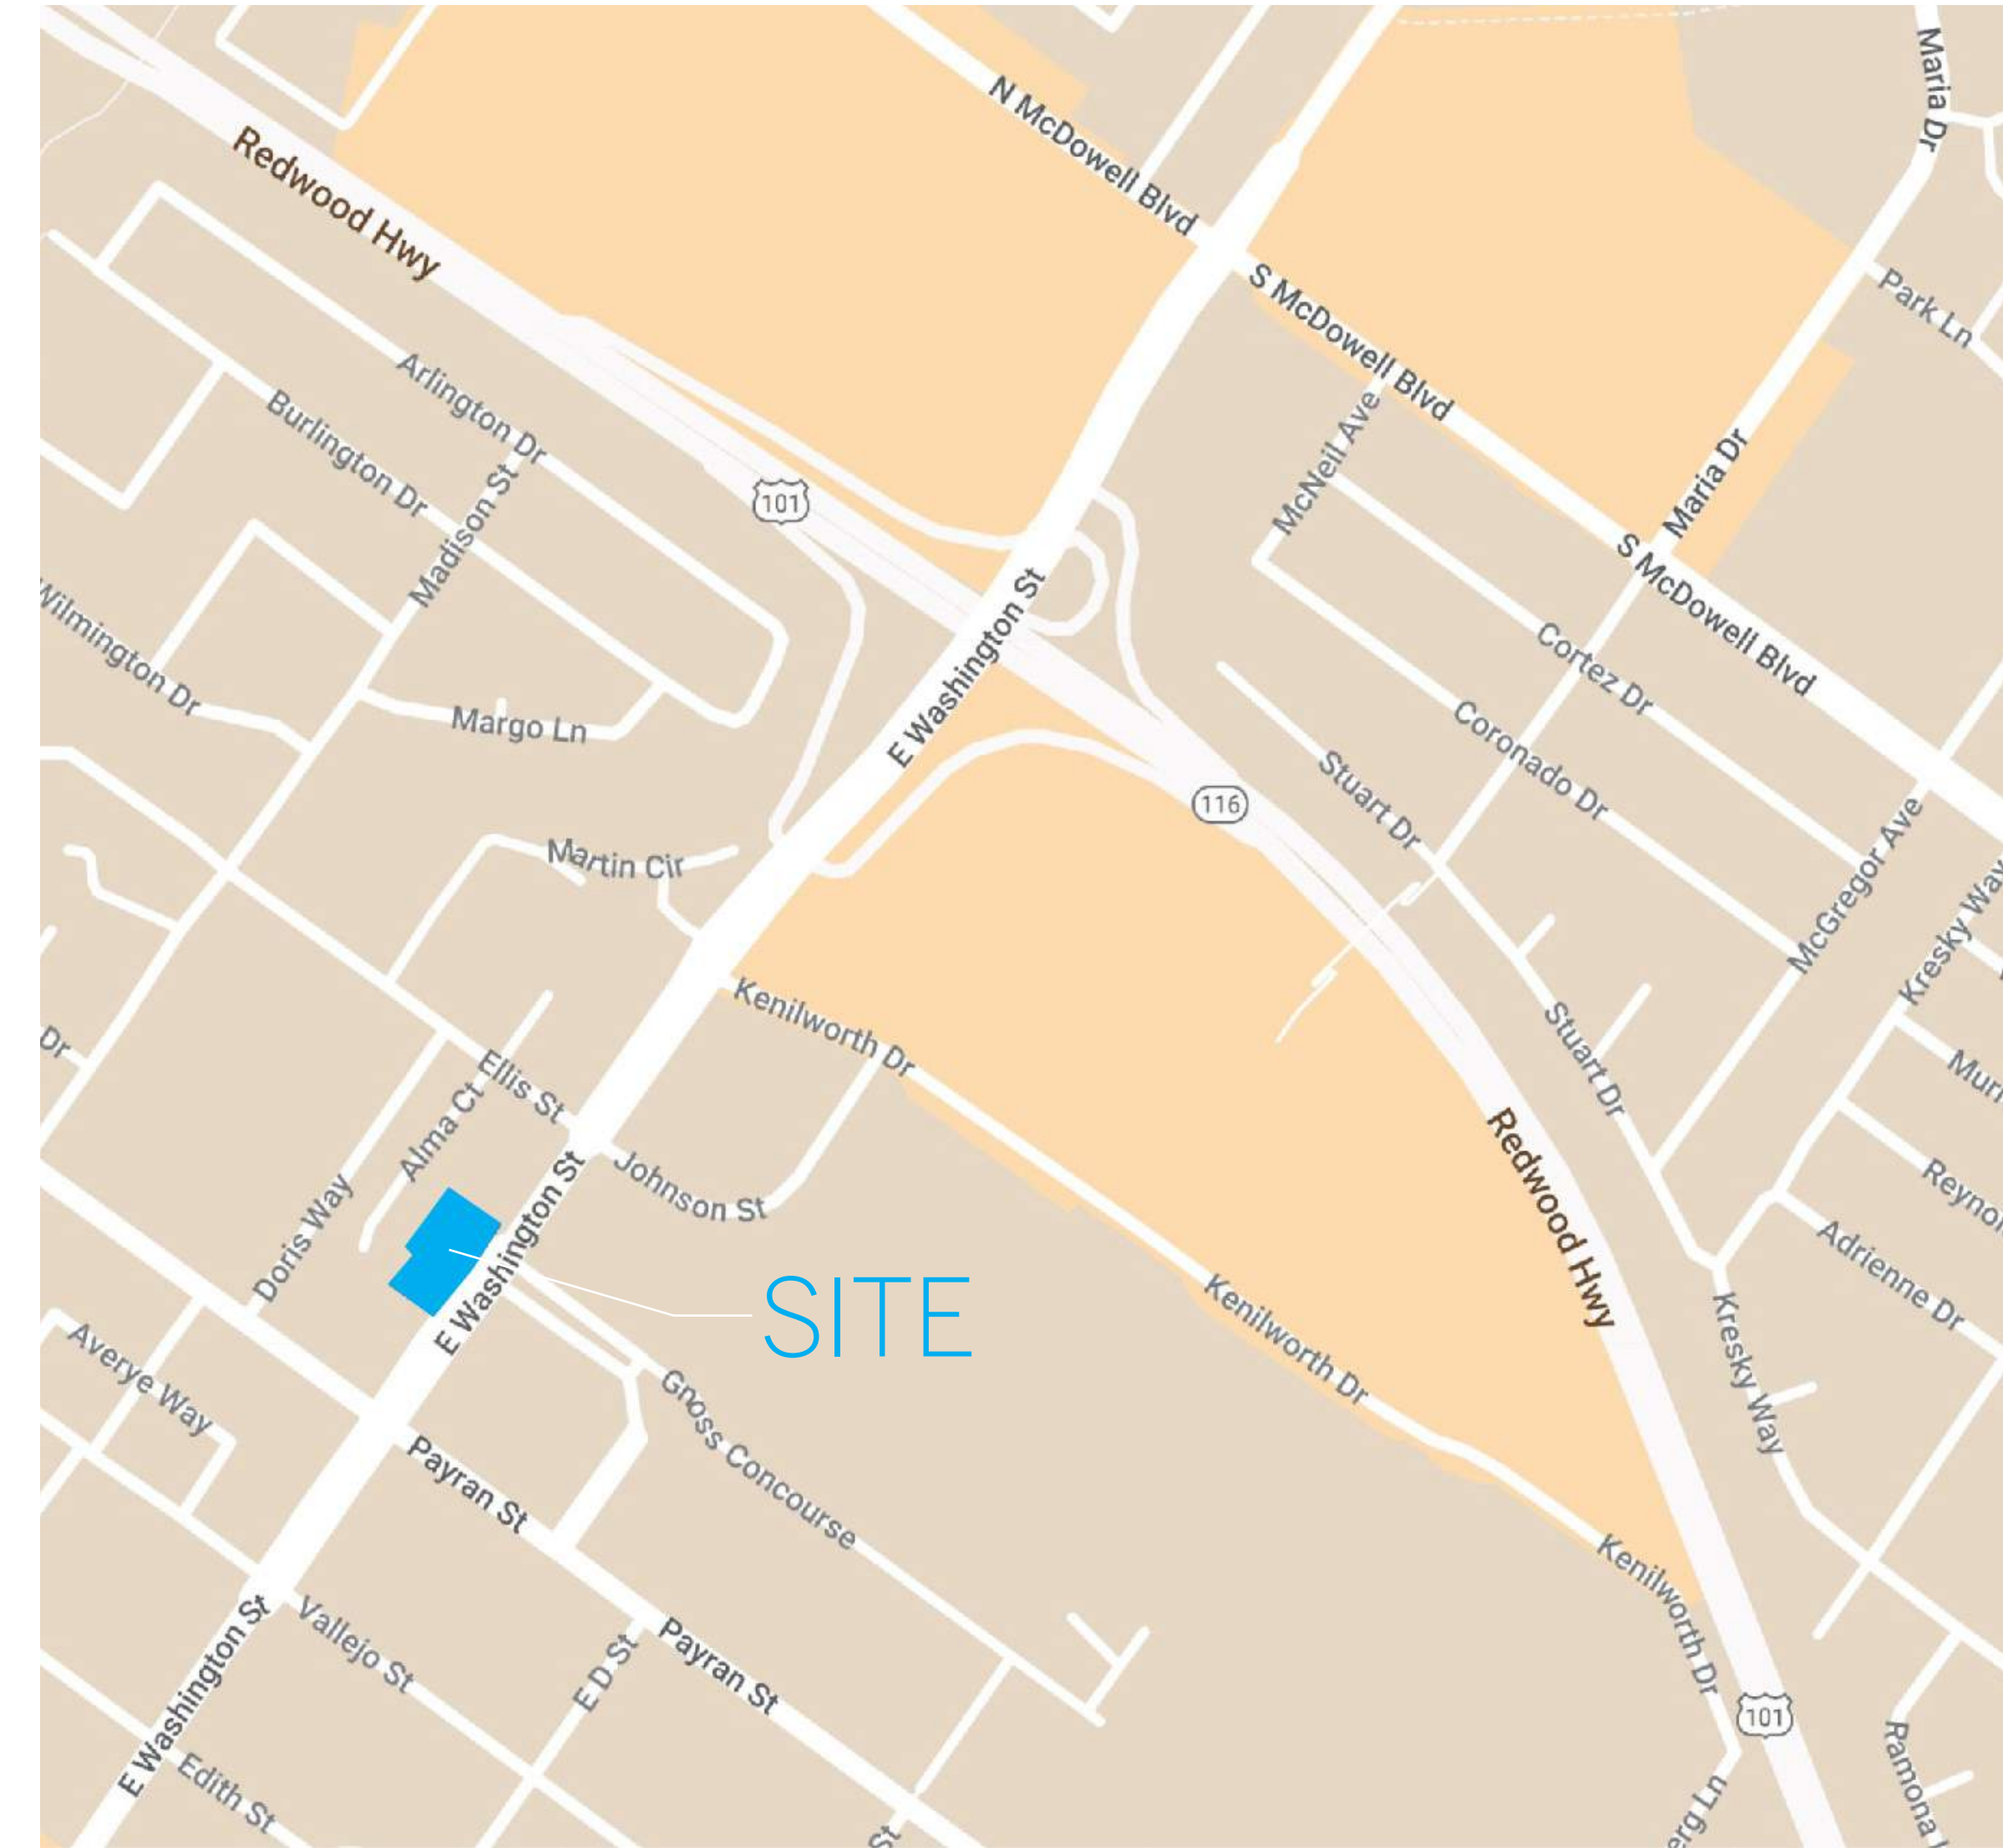 Maria Dr
N McDowell Blvd
Redwood Hwy
S McDowell Blvd
Park Ln
Arlington Dr
Burlington Dr
Madison St
McNeil Ave
Maria Dr
101
S McDowell Blvd
E Washington St
Wilmington Dr
Margo Ln
Cortez Dr
Coronado Dr
Stuart Dr
116
McGregor Ave
Kresky Way
Martin Cir
Kenilworth Dr
Stuart Dr
Dr
Ellis St
Alma Ct
Johnson St
Doris Way
E Washington St
Redwood Hwy
Adrienne Dr
SITE
Kenilworth Dr
Kresky Way
Averye Way
Gnoss Concourse
Payran St
Kenilworth Dr
Vallejo St
E Washington St
E D St
Payran St
101
Ramona
Edith St
St